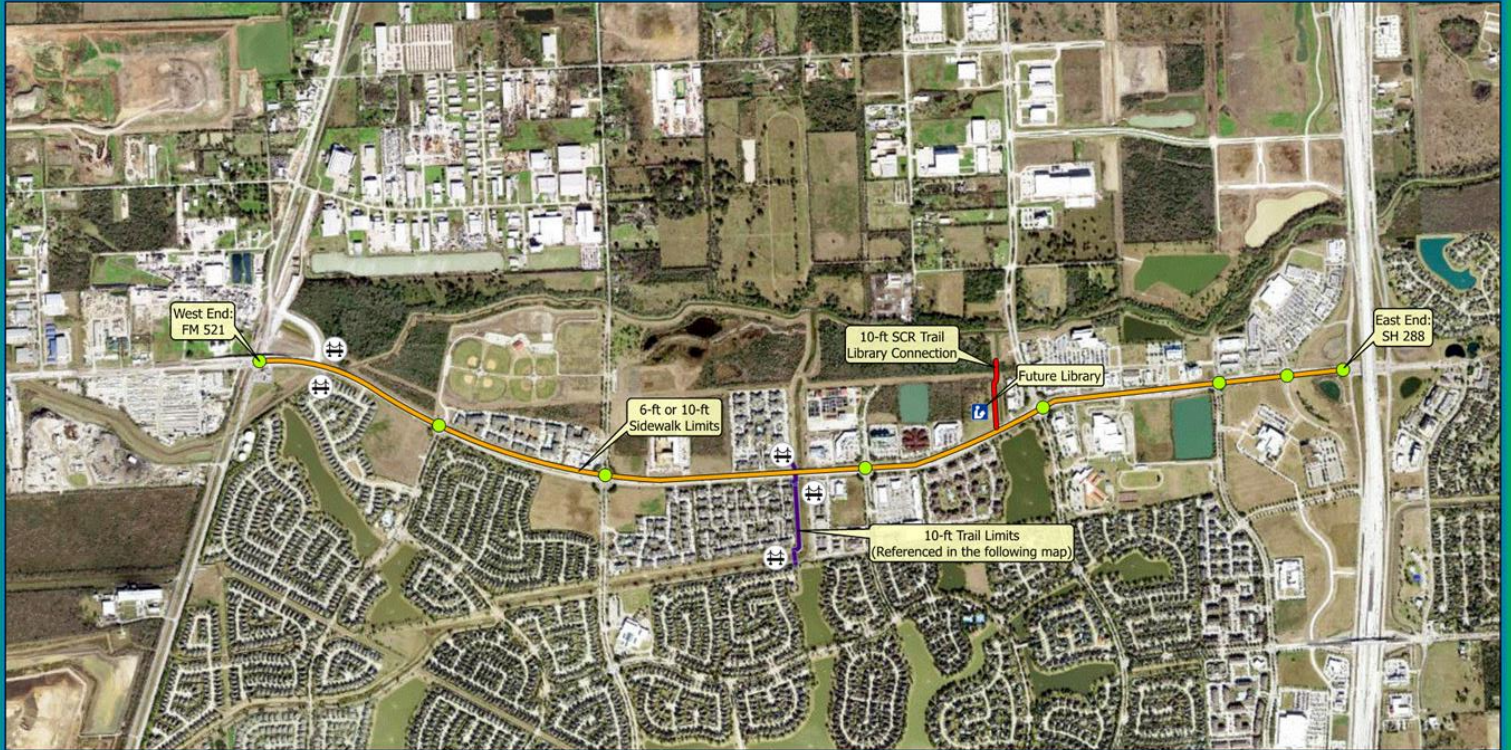 West End:
FM 521
10-ft SCR Trail
Library Connection
East End:
SH 288
Future Library
6-ft or 10-ft
Sidewalk Limits
10-ft Trail Limits
(Referenced in the following map)